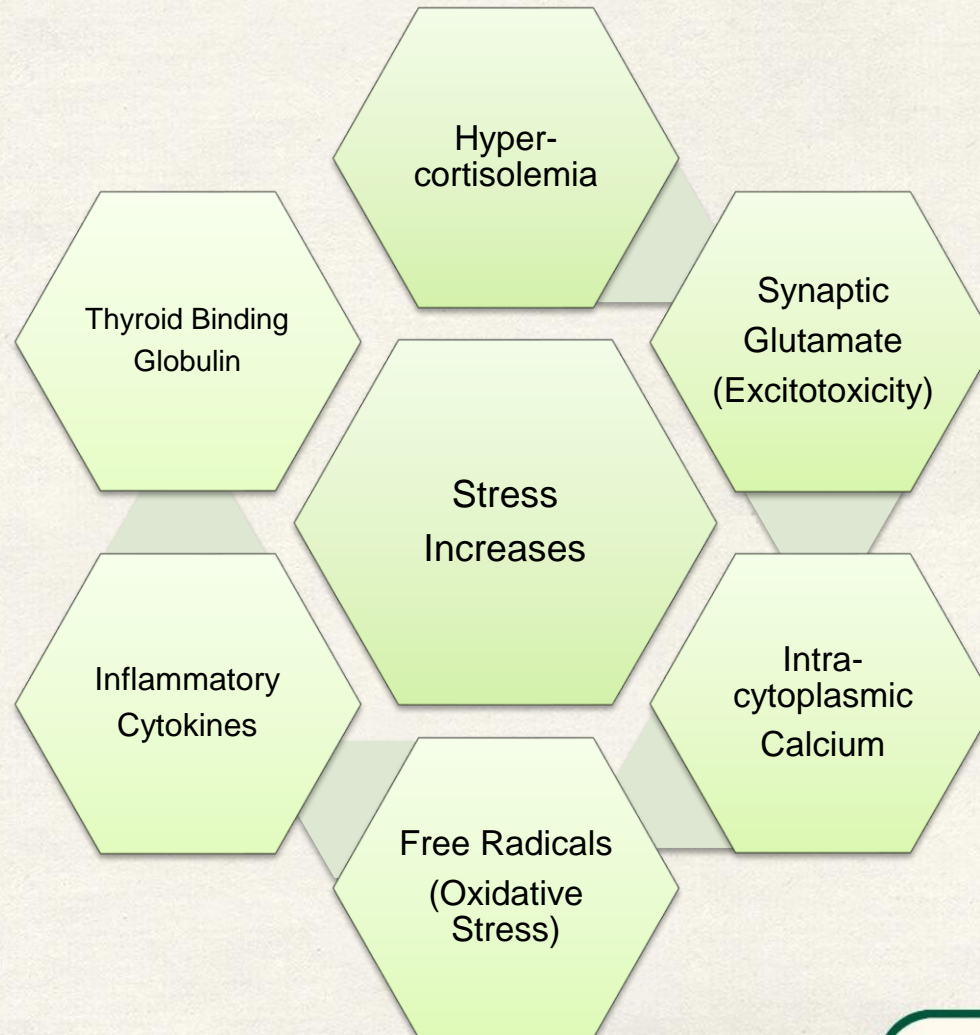 Hyper-
cortisolemia
Synaptic
Glutamate
(Excitotoxicity)
Thyroid Binding
Globulin
Stress
Increases
Intra-
cytoplasmic
Calcium
Inflammatory
Cytokines
Free Radicals
(Oxidative
Stress)